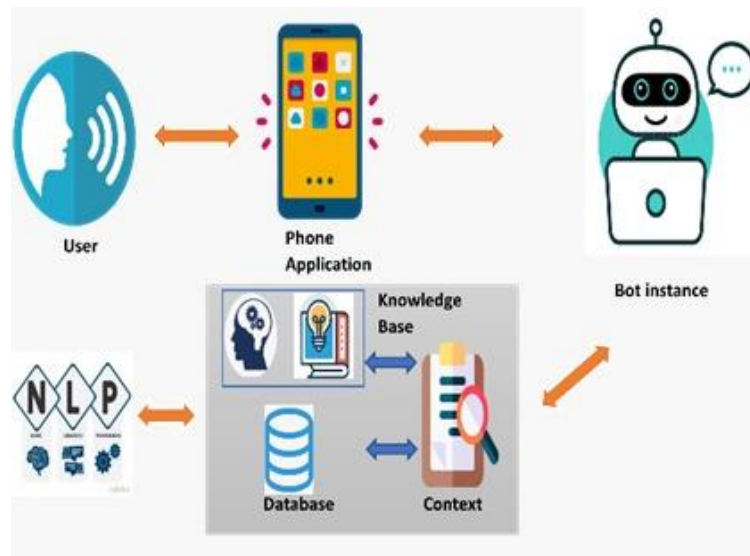 User
Phone
Application
Bot instance
Knowledge
Base
N L P
Database
Context